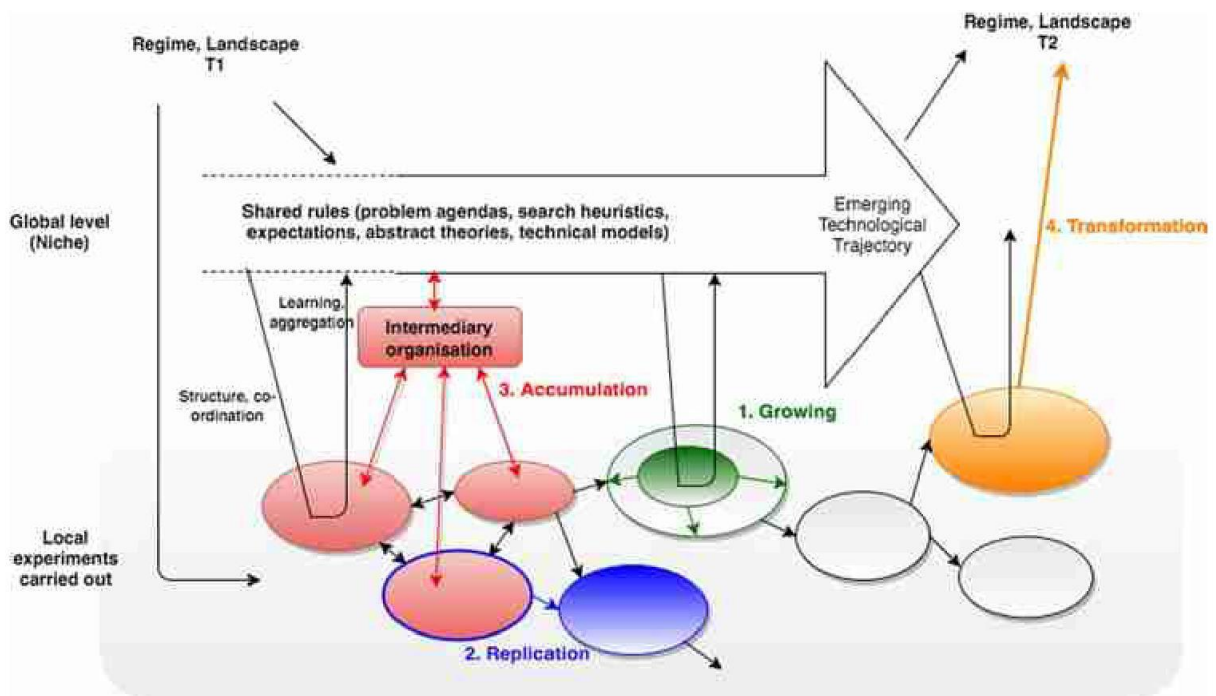 Regime, Landscape
T1
Regime, Landscape
T2
Global level
(Niche)
Shared rules (problem agendas, search heuristics,
expectations, abstract theories, technical models)
Emerging
Technological
Trajectory
4. Transformation
Learning,
aggregation
Intermediary
organisation
Structure, co-
ordination
3. Accumulation
1. Growing
Local
experiments
carried out
2. Replication